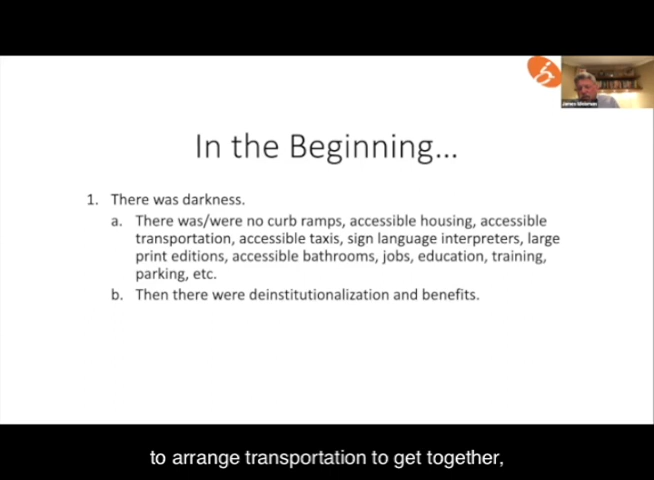 In the Beginning...
1. There was darkness.
a. There was/were no curb ramps, accessible housing, accessible
transportation, accessible taxis, sign language interpreters, large
print editions, accessible bathrooms, jobs, education, training,
parking, etc.
b. Then there were deinstitutionalization and benefits.
to arrange transportation to get together,